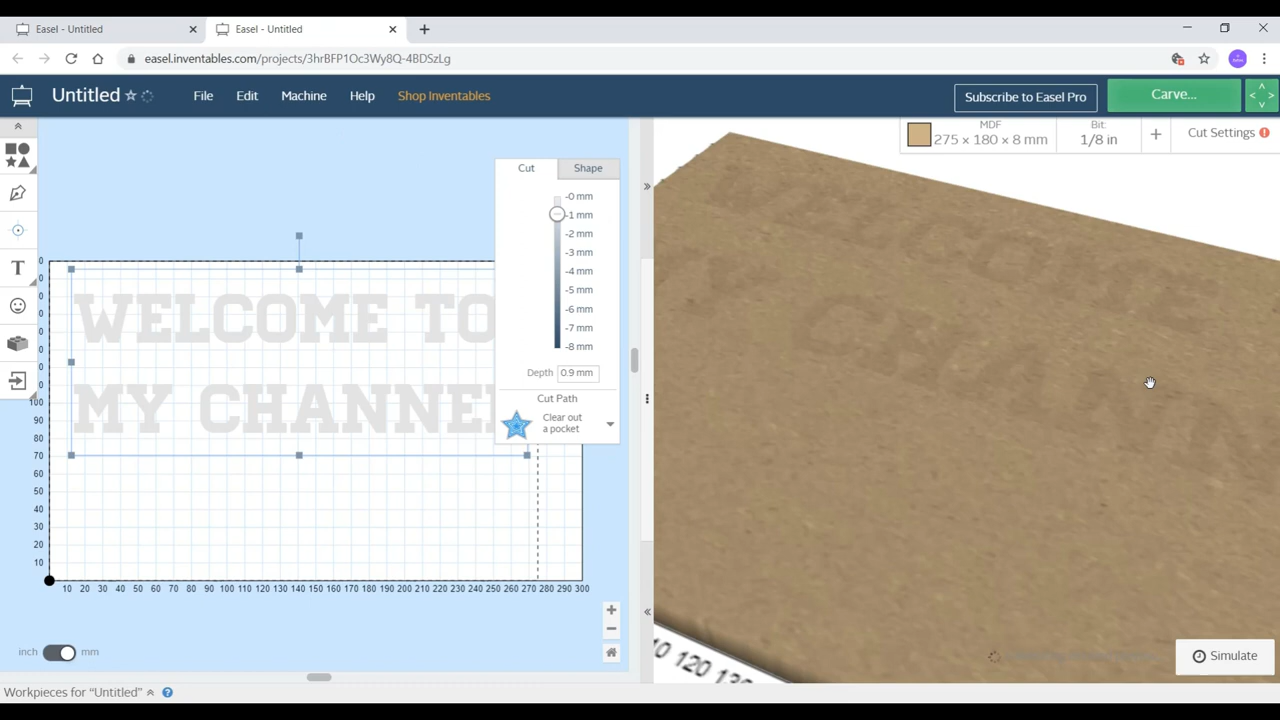 Easel - Untitled
Easel - Untitled
easel.inventables.com/projects/3hrBFP1Oc3Wy8Q-4BDSzLg
Untitled
File
Edit
Machine
Help
Shop Inventables
Subscribe to Easel Pro
Carve...
MDF
275 × 180 × 8 mm
Bit:
1/8 in
Cut Settings
Cut
Shape
-0 mm
-1 mm
-2 mm
-3 mm
-4 mm
-5 mm
-6 mm
-7 mm
-8 mm
Depth 0.9 mm
Cut Path
Clear out
a pocket
WELCOME TO
MY CHANNE
100
90
80
70
60
50
40
30
20
10
10 20 30 40 50 60 70 80 90 100 110 120 130 140 150 160 170 180 190 200 210 220 230 240 250 260 270 280 290 300
inch mm
10 120 130
Simulate
Workpieces for “Untitled”